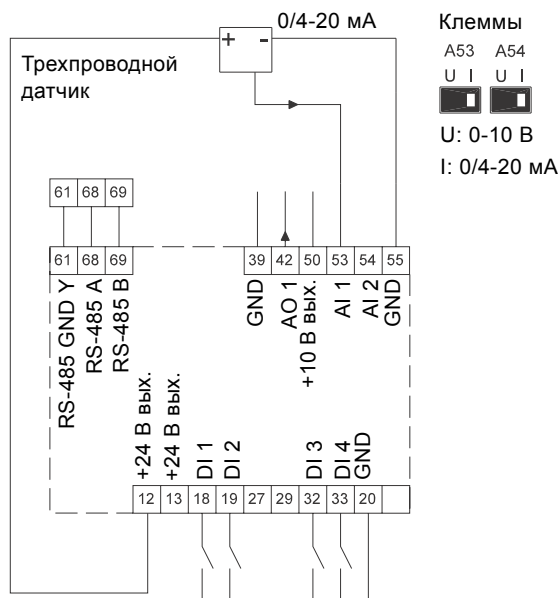 0/4-20 мА
+ -
Трехпроводной
датчик
Клеммы
A53 A54
U I U I
U: 0-10 В
I: 0/4-20 мА
61 68 69
61 68 69
RS-485 GND Y
RS-485 A
RS-485 B
39 42 50 53 54 55
GND
AO 1
+10 В вых.
AI 1
AI 2
GND
+24 В вых.
+24 В вых.
DI 1
DI 2
DI 3
DI 4
GND
12 13 18 19 27 29 32 33 20